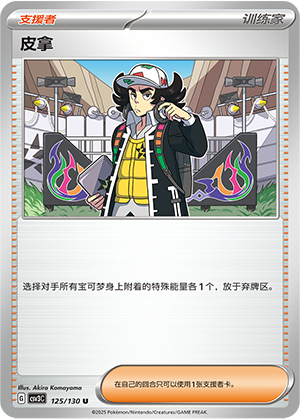 支援者
训练家
皮拿
选择对手所有宝可梦身上附着的特殊能量各1个，放于弃牌区。
Illus. Akira Komayama
G CSV3C 125/130 U
在自己的回合只可以使用1张支援者卡。
©2025 Pokémon/Nintendo/Creatures/GAME FREAK.